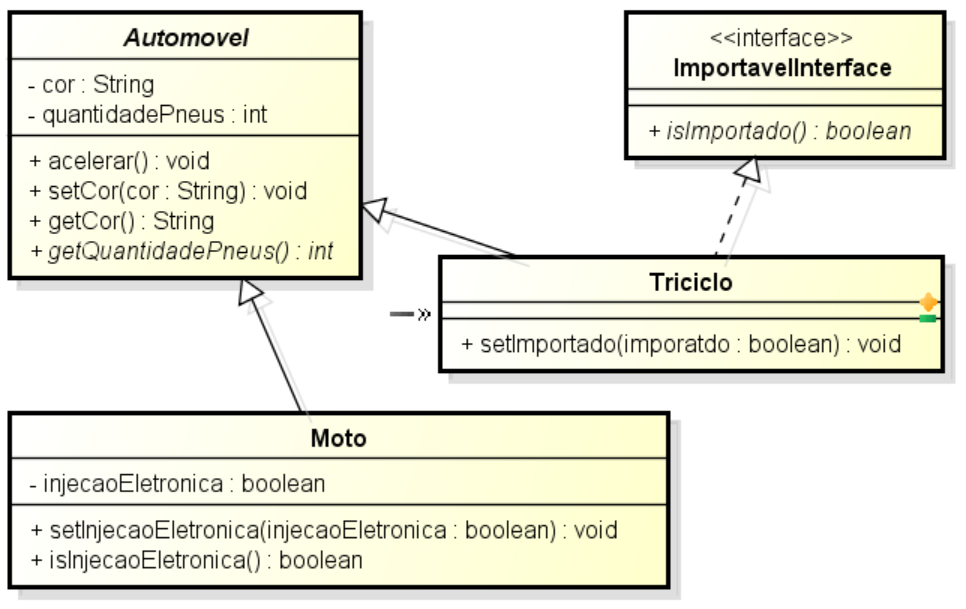 Automovel
- cor : String
- quantidadePneus : int
+ acelerar() : void
+ setCor(cor : String) : void
+ getCor() : String
+ getQuantidadePneus() : int
<<interface>>
ImportavelInterface
+ isImportado() : boolean
Triciclo
+ setImportado(imporatdo : boolean) : void
Moto
- injecaoEletronica : boolean
+ setInjecaoEletronica(injecaoEletronica : boolean) : void
+ isInjecaoEletronica() : boolean